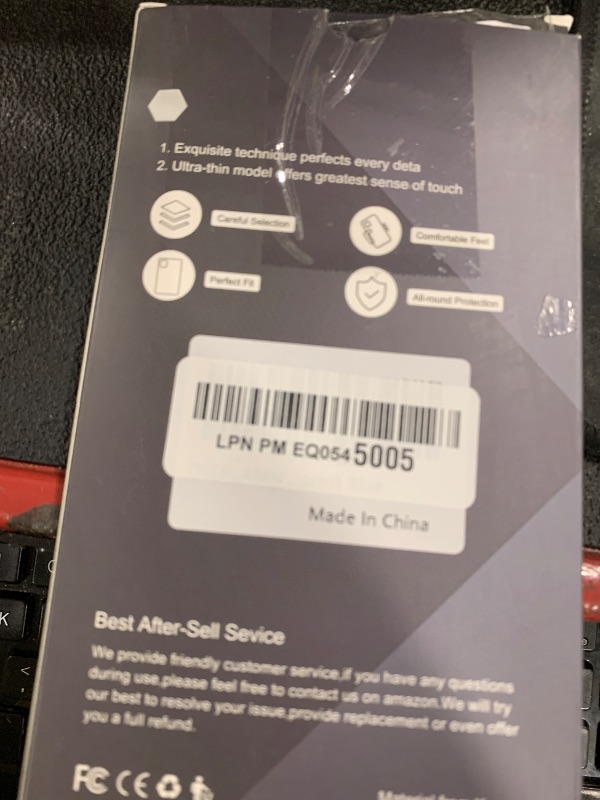 1. Exquisite technique perfects every deta
2. Ultra-thin model offers greatest sense of touch
Careful Selection
Comfortable Feel
Perfect Fit
All-round Protection
LPN PM EQ0545005
Made In China
Best After-Sell Sevice
We provide friendly customer service,if you have any questions
during use,please feel free to contact us on amazon.We will try
our best to resolve your issue,provide replacement or even offer
you a full refund.
FC CE
K
<